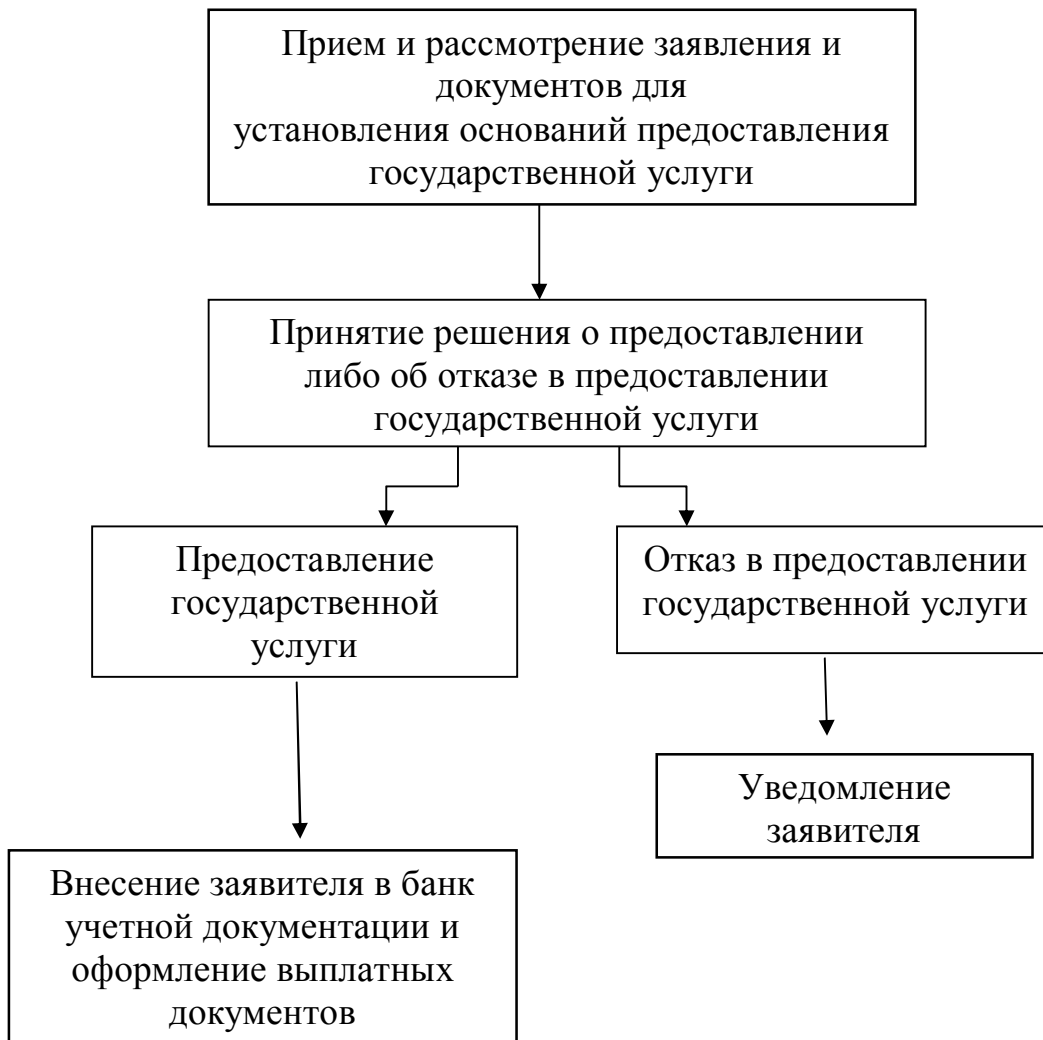 Прием и рассмотрение заявления и
документов для
установления оснований предоставления
государственной услуги
Принятие решения о предоставлении
либо об отказе в предоставлении
государственной услуги
Предоставление
государственной
услуги
Отказ в предоставлении
государственной услуги
Уведомление
заявителя
Внесение заявителя в банк
учетной документации и
оформление выплатных
документов